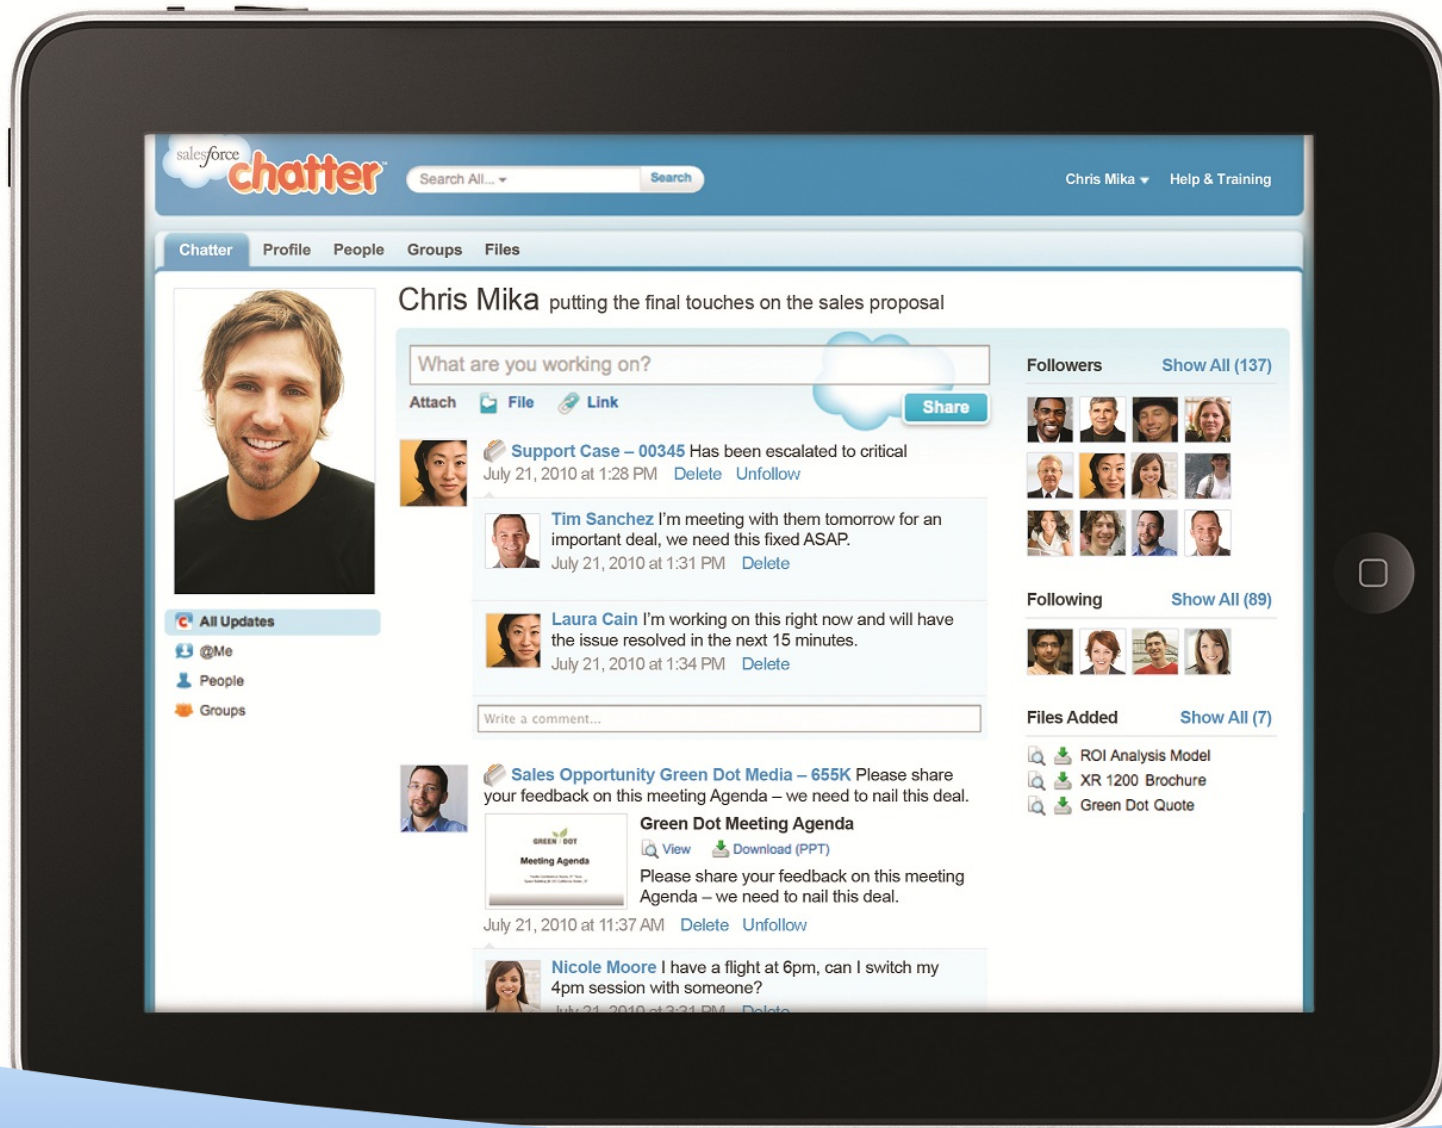 salesforce
chatter™
Search All...
Search
Chris Mika
Help & Training
Chatter
Profile
People
Groups
Files
Chris Mika putting the final touches on the sales proposal
What are you working on?
Attach
File
Link
Share
Support Case – 00345 Has been escalated to critical
July 21, 2010 at 1:28 PM Delete Unfollow
Tim Sanchez I'm meeting with them tomorrow for an
important deal, we need this fixed ASAP.
July 21, 2010 at 1:31 PM Delete
Laura Cain I'm working on this right now and will have
the issue resolved in the next 15 minutes.
July 21, 2010 at 1:34 PM Delete
Write a comment...
Sales Opportunity Green Dot Media – 655K Please share
your feedback on this meeting Agenda – we need to nail this deal.
GREEN DOT
Meeting Agenda
Green Dot Meeting Agenda
View
Download (PPT)
Please share your feedback on this meeting
Agenda – we need to nail this deal.
July 21, 2010 at 11:37 AM Delete Unfollow
Nicole Moore I have a flight at 6pm, can I switch my
4pm session with someone?
July 21, 2010 at 3:31 PM Delete
All Updates
@Me
People
Groups
Followers
Show All (137)
Following
Show All (89)
Files Added
Show All (7)
ROI Analysis Model
XR 1200 Brochure
Green Dot Quote